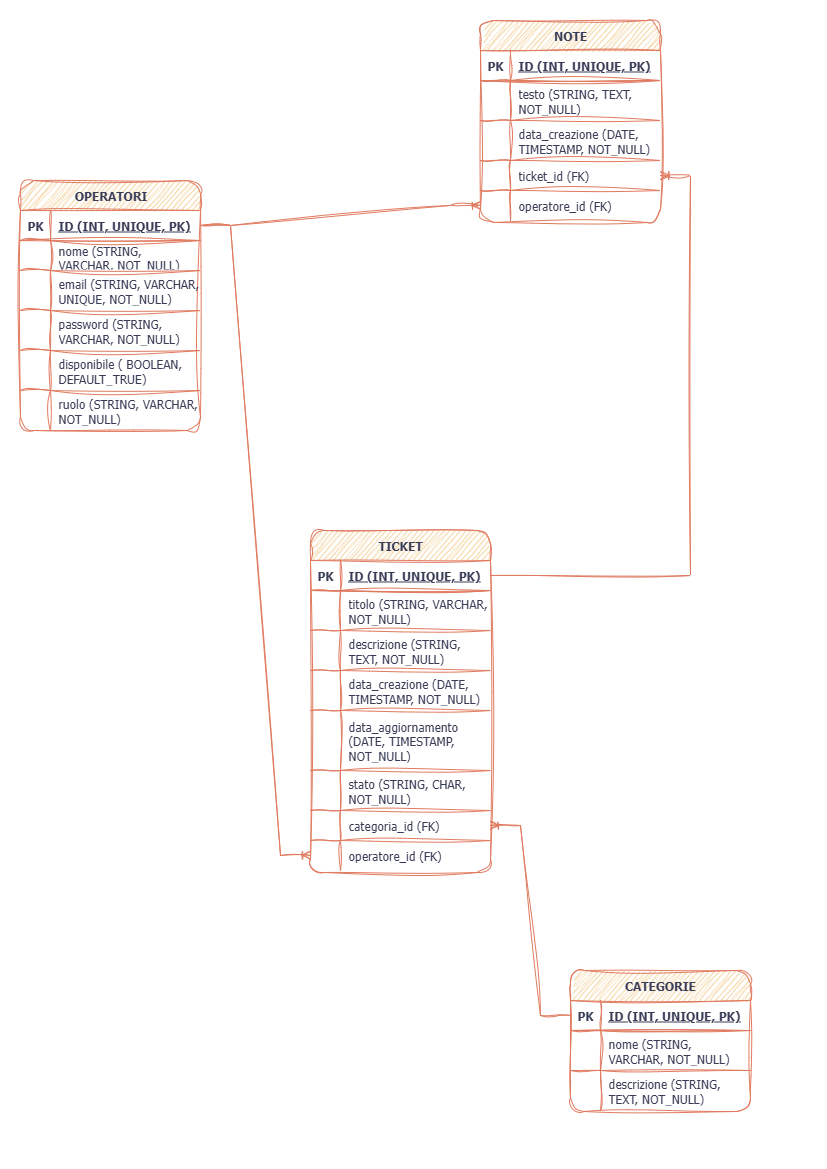 NOTE
PK ID (INT, UNIQUE, PK)
testo (STRING, TEXT,
NOT_NULL)
data_creazione (DATE,
TIMESTAMP, NOT_NULL)
ticket_id (FK)
operatore_id (FK)
OPERATORI
PK ID (INT, UNIQUE, PK)
nome (STRING,
VARCHAR, NOT_NULL)
email (STRING, VARCHAR,
UNIQUE, NOT_NULL)
password (STRING,
VARCHAR, NOT_NULL)
disponibile ( BOOLEAN,
DEFAULT_TRUE)
ruolo (STRING, VARCHAR,
NOT_NULL)
TICKET
PK ID (INT, UNIQUE, PK)
titolo (STRING, VARCHAR,
NOT_NULL)
descrizione (STRING,
TEXT, NOT_NULL)
data_creazione (DATE,
TIMESTAMP, NOT_NULL)
data_aggiornamento
(DATE, TIMESTAMP,
NOT_NULL)
stato (STRING, CHAR,
NOT_NULL)
categoria_id (FK)
operatore_id (FK)
CATEGORIE
PK ID (INT, UNIQUE, PK)
nome (STRING,
VARCHAR, NOT_NULL)
descrizione (STRING,
TEXT, NOT_NULL)